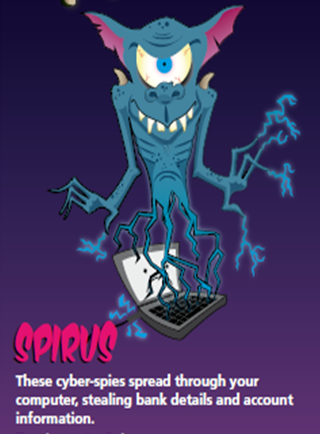 SPIRUS
These cyber-spies spread through your
computer, stealing bank details and account
information.